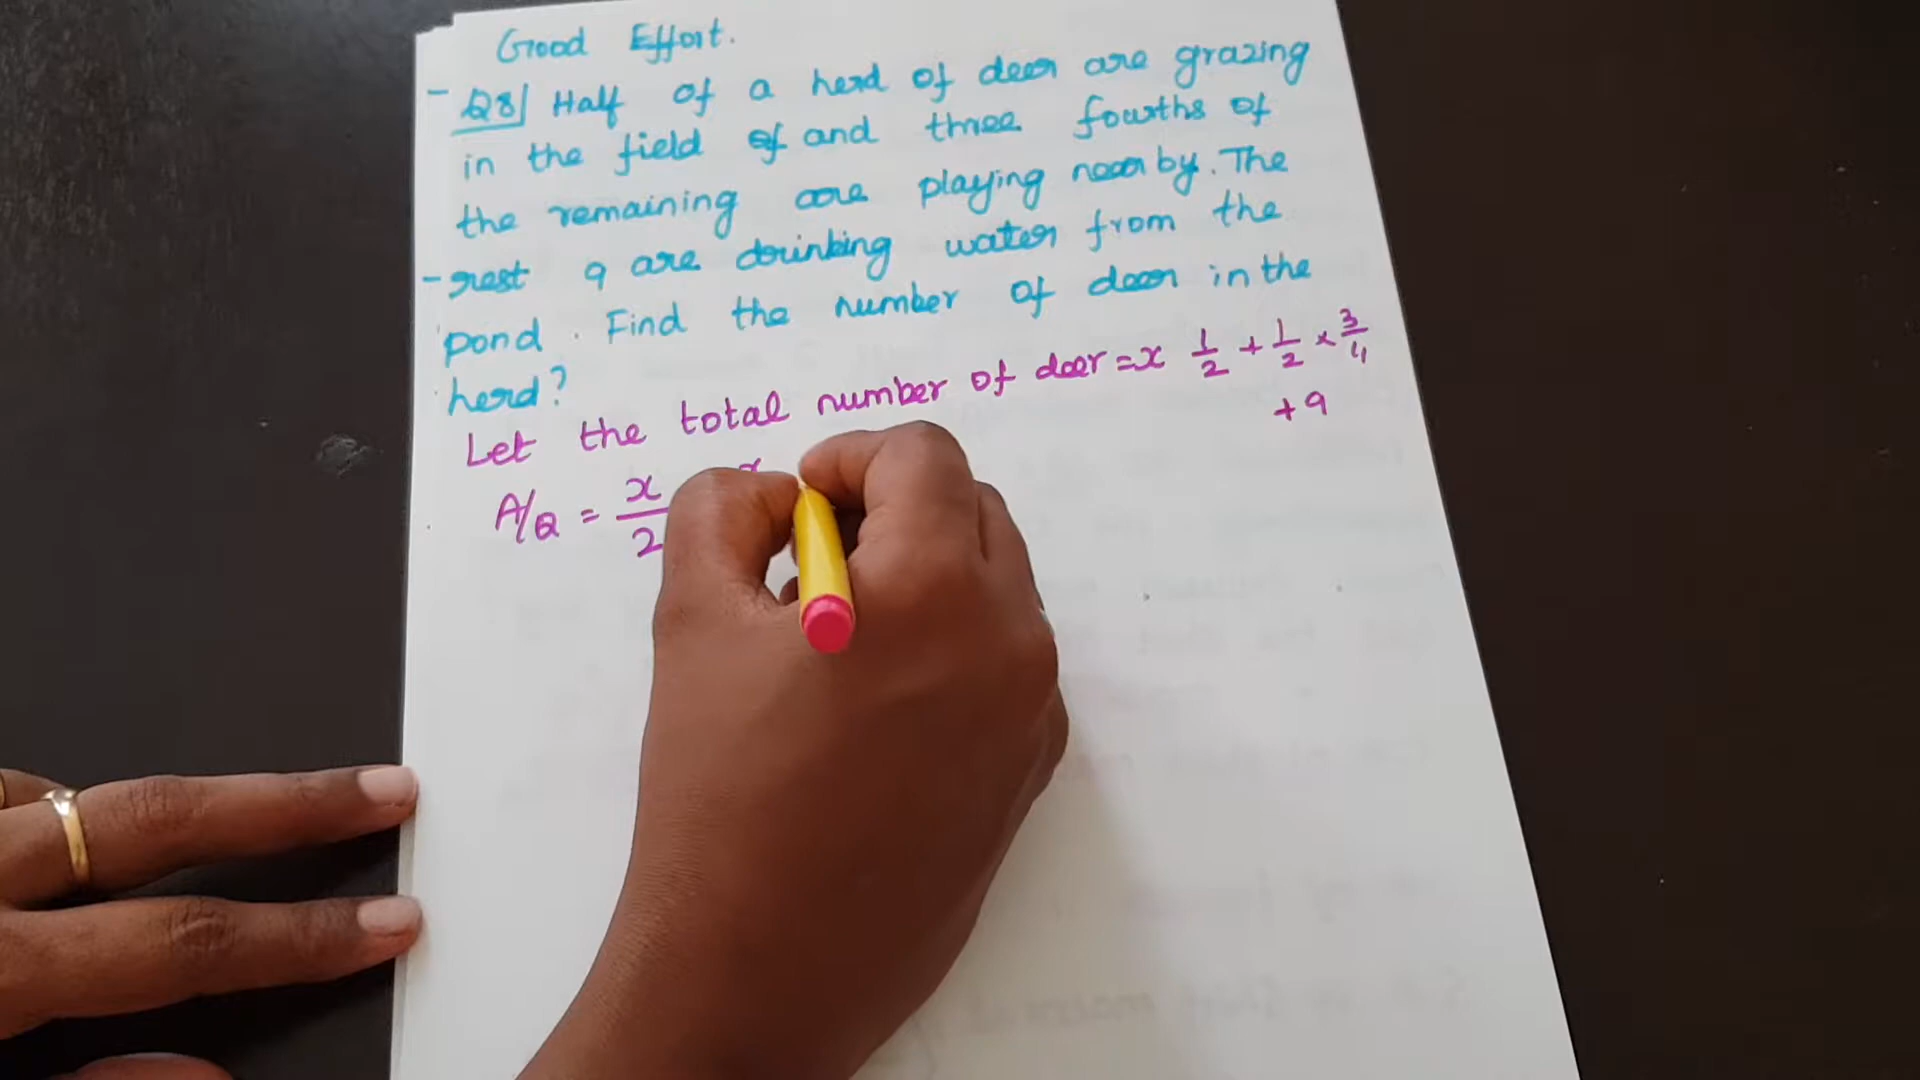 Good Effort.
- Q8| Half of a herd of deer are grazing
in the field of and three fourths of
the remaining are playing nearby. The
- rest 9 are drinking water from the
pond. Find the number of deer in the
herd?
Let the total number of deer = x 1/2 + 1/2 × 3/4
+ 9
A/Q = x/2 x